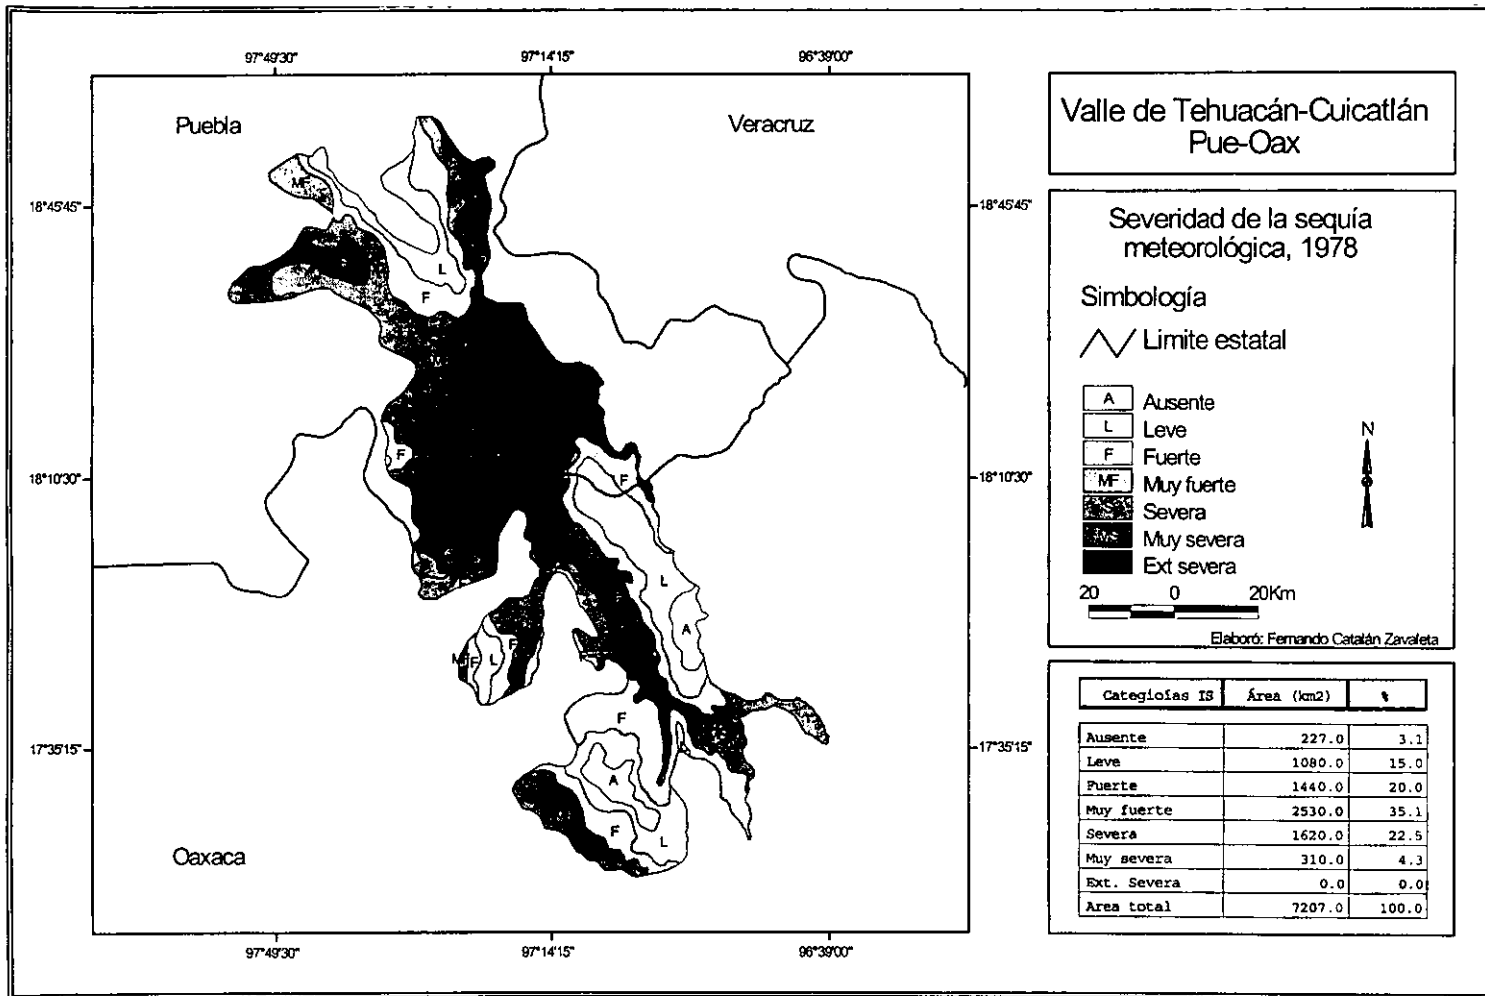 97°49'30"
97°14'15"
96°39'00"
Puebla
Veracruz
18°45'45"
18°45'45"
MF
L
F
F
18°10'30"
18°10'30"
F
L
A
F
MF
F
L
F
17°35'15"
17°35'15"
A
F
L
Oaxaca
97°49'30"
97°14'15"
96°39'00"
Valle de Tehuacán-Cuicatlán
Pue-Oax
Severidad de la sequía
meteorológica, 1978
Simbología
Limite estatal
A Ausente
L Leve
F Fuerte
MF Muy fuerte
S Severa
MS Muy severa
Ext severa
N
20 0 20Km
Elaboró: Fernando Catalán Zavaleta
Categioías IS Área (km2) %
Ausente 227.0 3.1
Leve 1080.0 15.0
Fuerte 1440.0 20.0
Muy fuerte 2530.0 35.1
Severa 1620.0 22.5
Muy severa 310.0 4.3
Ext. Severa 0.0 0.0
Area total 7207.0 100.0